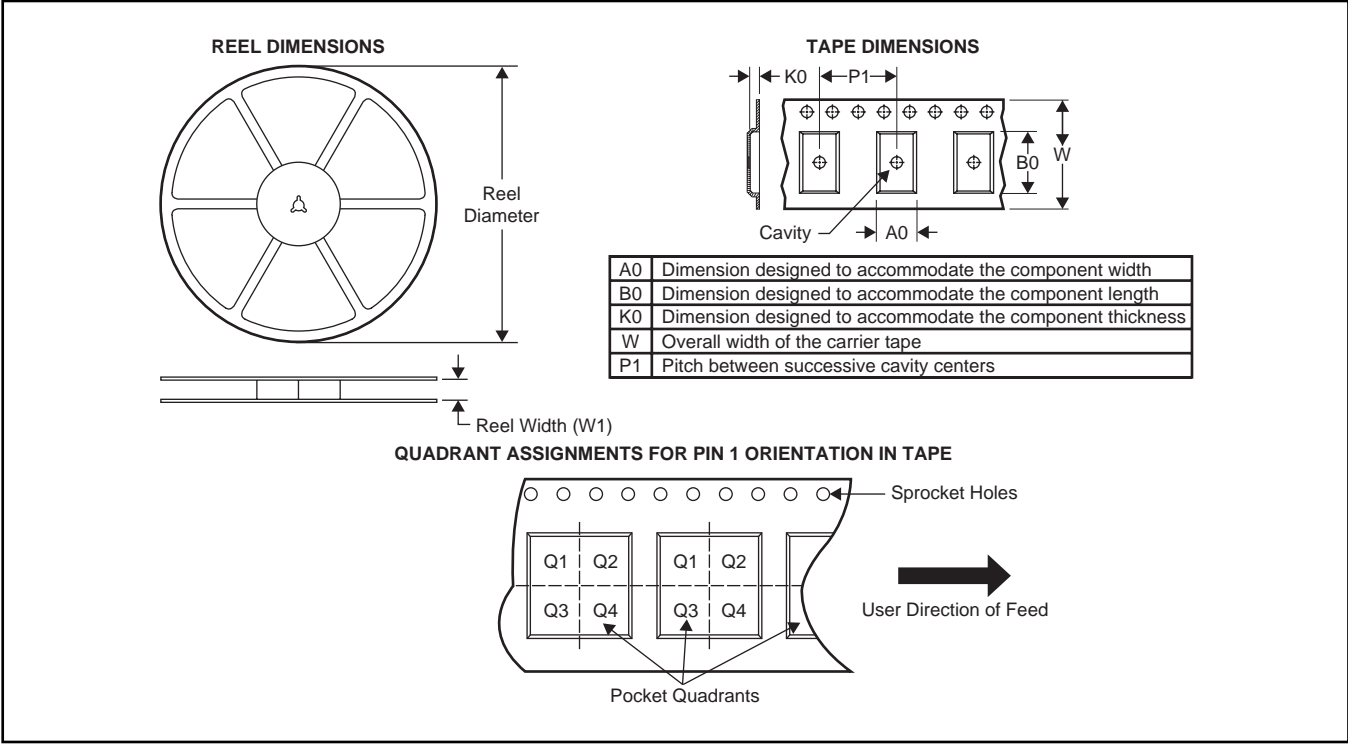 REEL DIMENSIONS
Reel
Diameter
Reel Width (W1)
TAPE DIMENSIONS
K0
P1
B0
W
Cavity
A0
A0 Dimension designed to accommodate the component width
B0 Dimension designed to accommodate the component length
K0 Dimension designed to accommodate the component thickness
W Overall width of the carrier tape
P1 Pitch between successive cavity centers
QUADRANT ASSIGNMENTS FOR PIN 1 ORIENTATION IN TAPE
Sprocket Holes
Q1 Q2 Q1 Q2
Q3 Q4 Q3 Q4
User Direction of Feed
Pocket Quadrants